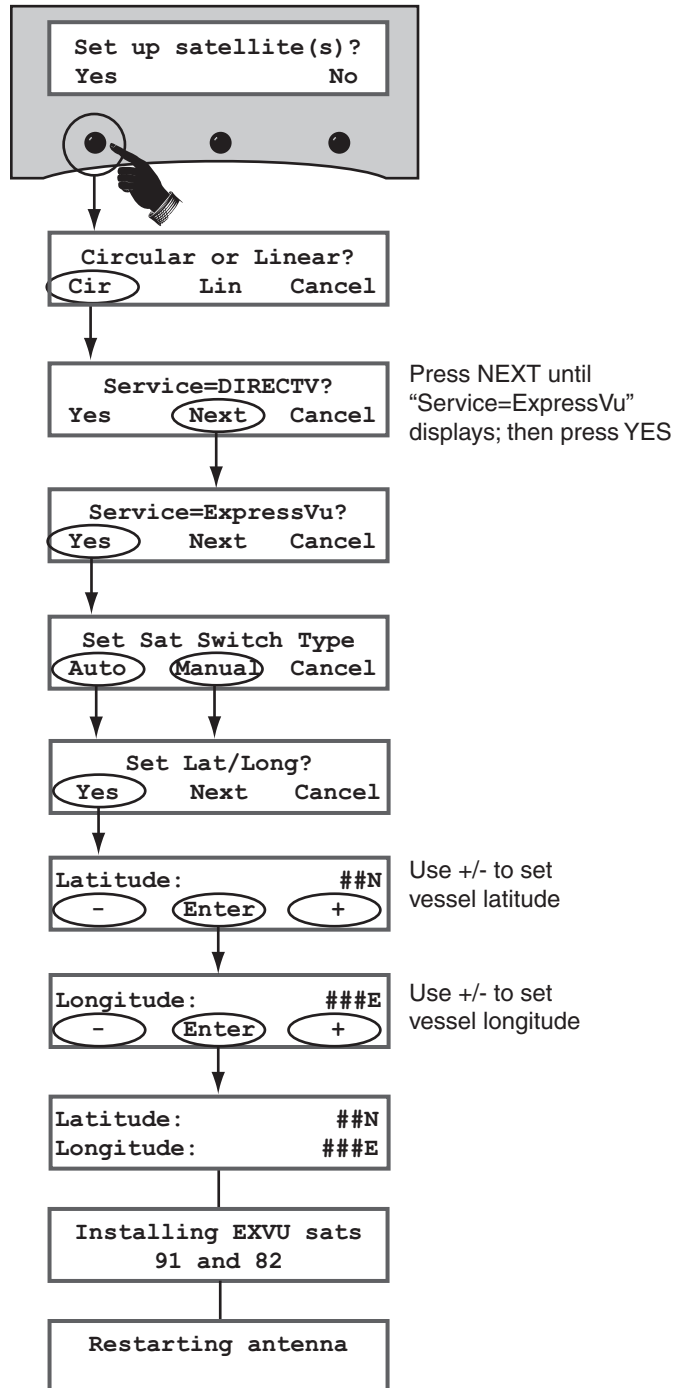 Set up satellite(s)?
Yes No
Circular or Linear?
Cir Lin Cancel
Service=DIRECTV?
Yes Next Cancel
Press NEXT until
“Service=ExpressVu”
displays; then press YES
Service=ExpressVu?
Yes Next Cancel
Set Sat Switch Type
Auto Manual Cancel
Set Lat/Long?
Yes Next Cancel
Latitude: ##N
- Enter +
Use +/- to set
vessel latitude
Longitude: ###E
- Enter +
Use +/- to set
vessel longitude
Latitude: ##N
Longitude: ###E
Installing EXVU sats
91 and 82
Restarting antenna